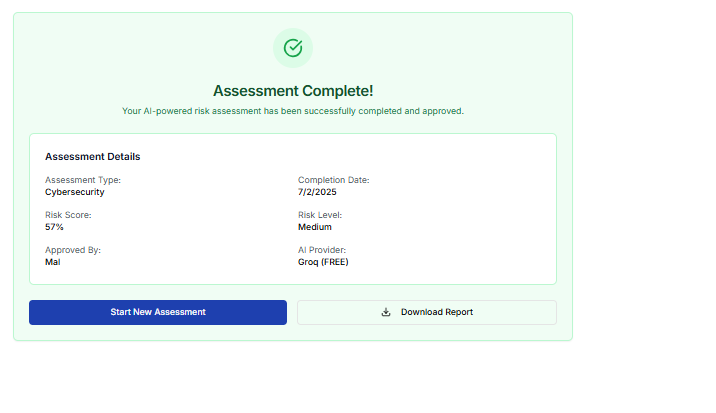 Assessment Complete!
Your AI-powered risk assessment has been successfully completed and approved.
Assessment Details
Assessment Type:
Cybersecurity
Completion Date:
7/2/2025
Risk Score:
57%
Risk Level:
Medium
Approved By:
Mal
AI Provider:
Groq (FREE)
Start New Assessment
Download Report